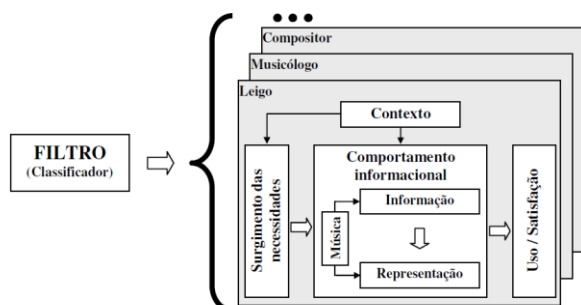 • • •
Compositor
Musicólogo
Leigo
Contexto
FILTRO
(Classificador)
Surgimento das
necessidades
Comportamento
informacional
Música
Informação
Representação
Uso / Satisfação